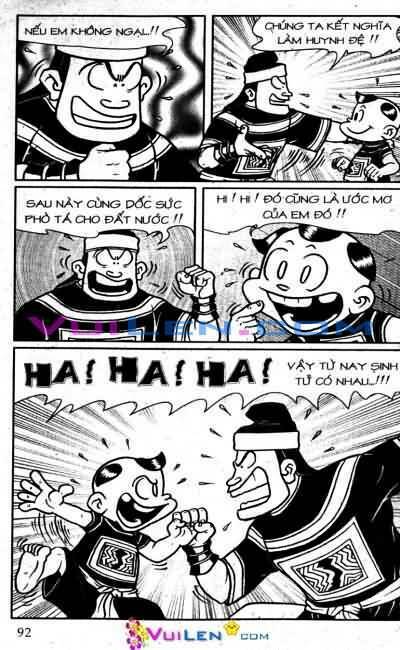 NẾU EM KHÔNG NGẠI..!!
CHÚNG TA KẾT NGHĨA
LÀM HUYNH ĐỆ !!
SAU NÀY CÙNG DỐC SỨC
PHÒ TÁ CHO ĐẤT NƯỚC !!
HI ! HI ! ĐÓ CŨNG LÀ ƯỚC MƠ
CỦA EM ĐÓ !!
VUILEN.COM
HA! HA! HA!
VẬY TỪ NAY SINH
TỬ CÓ NHAU..!!!
92
VUILEN.COM